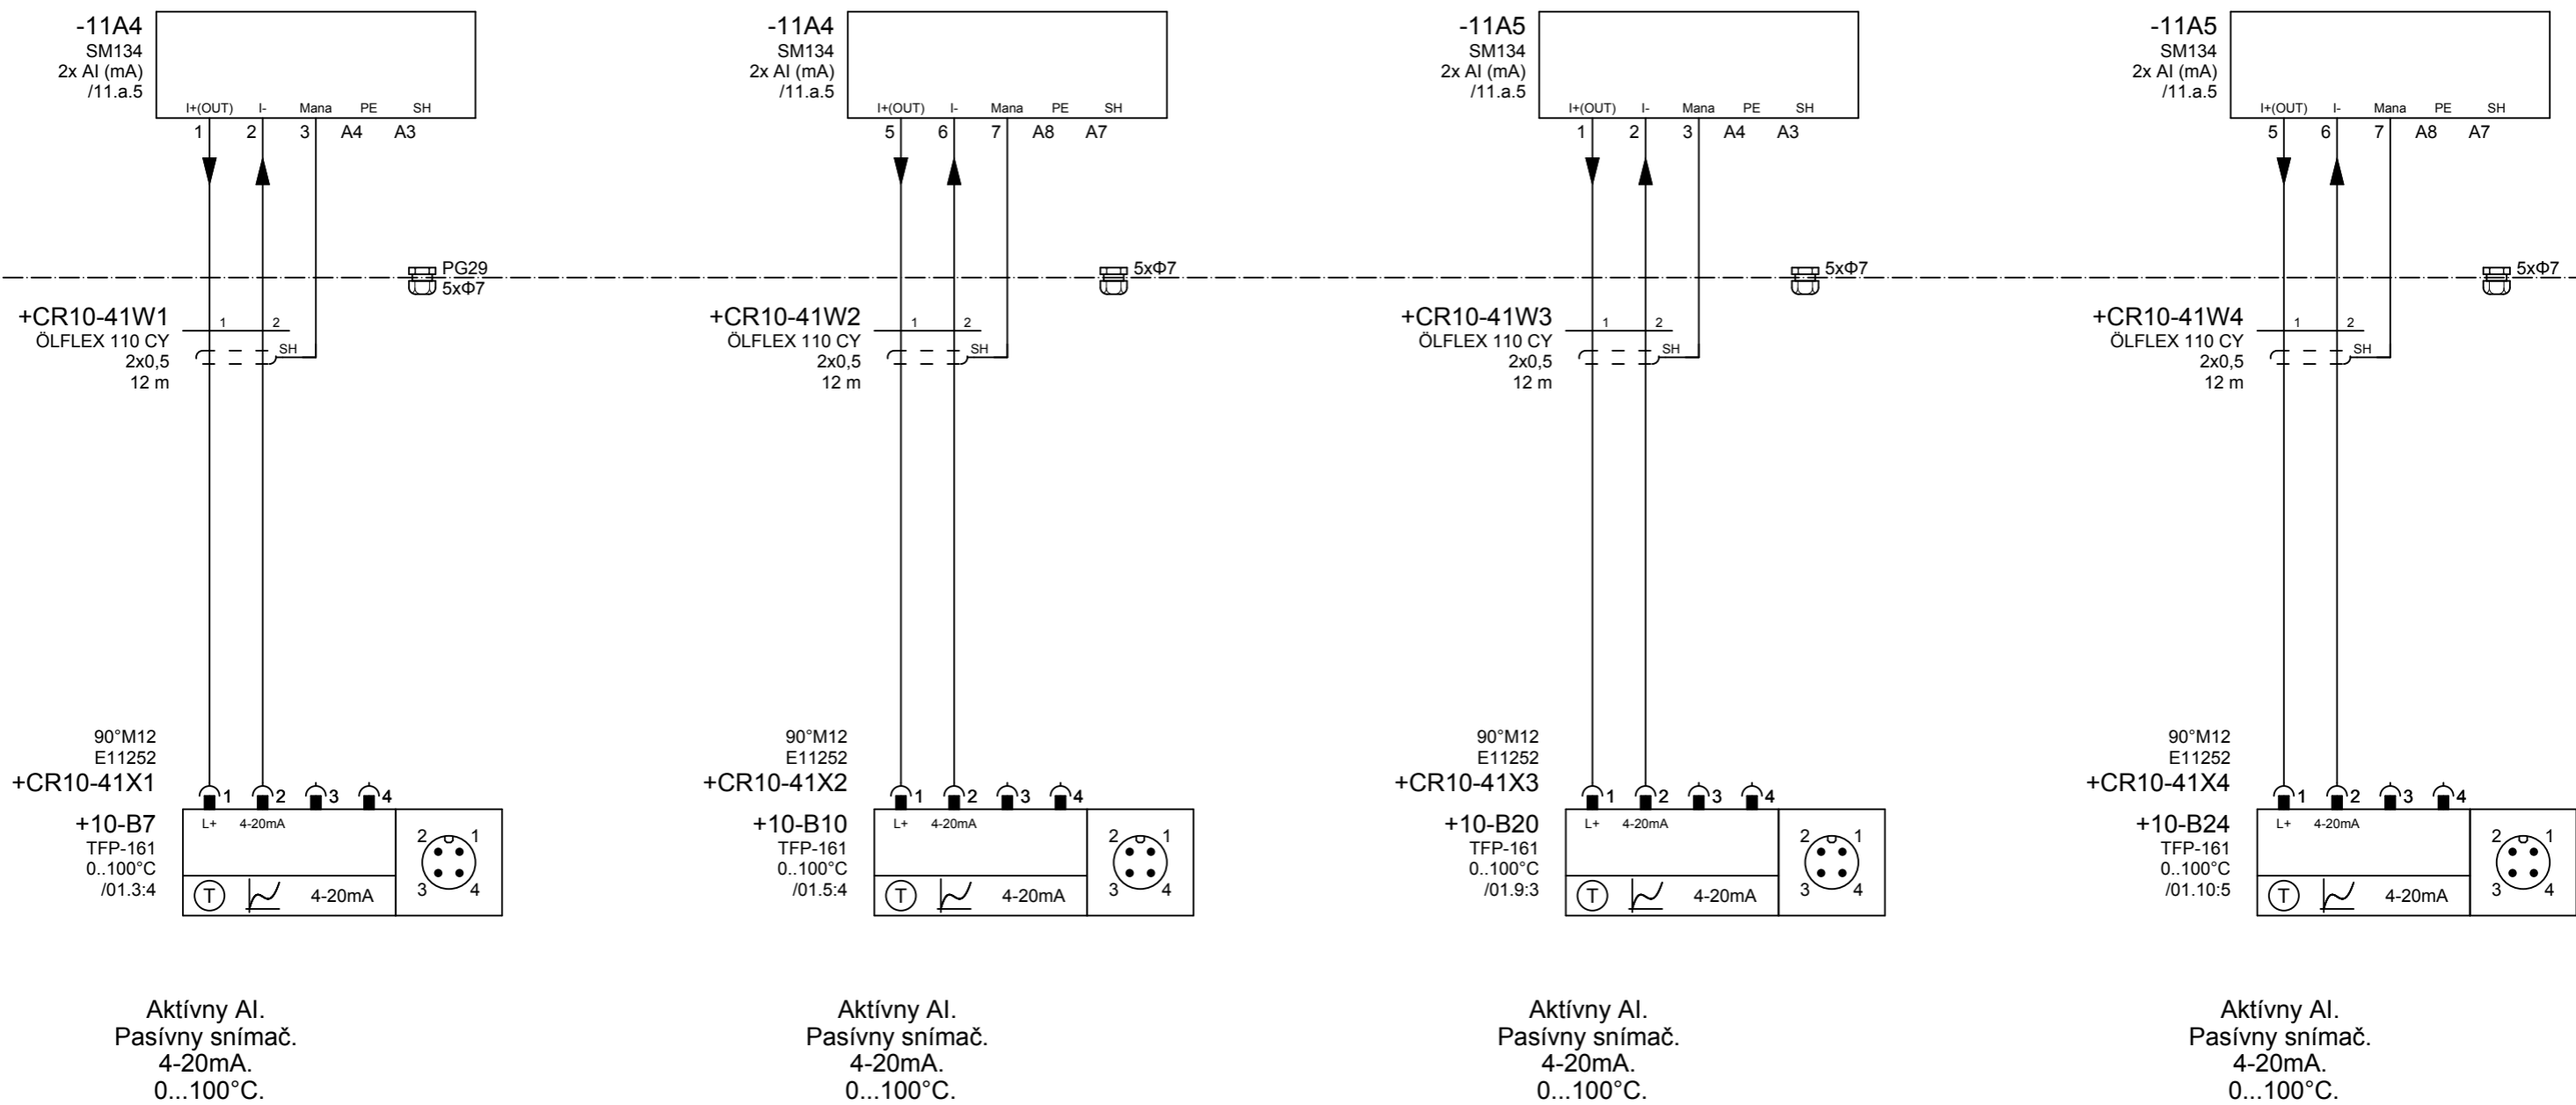 -11A4
SM134
2x AI (mA)
/11.a.5
I+(OUT) I- Mana PE SH
1 2 3 A4 A3
PG29
5xΦ7
+CR10-41W1
ÖLFLEX 110 CY
2x0,5
12 m
1 2
SH
90°M12
E11252
+CR10-41X1
1 2 3 4
+10-B7
TFP-161
0..100°C
/01.3:4
L+ 4-20mA
T 4-20mA
2 1
3 4
Aktívny AI.
Pasívny snímač.
4-20mA.
0...100°C.
-11A4
SM134
2x AI (mA)
/11.a.5
I+(OUT) I- Mana PE SH
5 6 7 A8 A7
5xΦ7
+CR10-41W2
ÖLFLEX 110 CY
2x0,5
12 m
1 2
SH
90°M12
E11252
+CR10-41X2
1 2 3 4
+10-B10
TFP-161
0..100°C
/01.5:4
L+ 4-20mA
T 4-20mA
2 1
3 4
Aktívny AI.
Pasívny snímač.
4-20mA.
0...100°C.
-11A5
SM134
2x AI (mA)
/11.a.5
I+(OUT) I- Mana PE SH
1 2 3 A4 A3
5xΦ7
+CR10-41W3
ÖLFLEX 110 CY
2x0,5
12 m
1 2
SH
90°M12
E11252
+CR10-41X3
1 2 3 4
+10-B20
TFP-161
0..100°C
/01.9:3
L+ 4-20mA
T 4-20mA
2 1
3 4
Aktívny AI.
Pasívny snímač.
4-20mA.
0...100°C.
-11A5
SM134
2x AI (mA)
/11.a.5
I+(OUT) I- Mana PE SH
5 6 7 A8 A7
5xΦ7
+CR10-41W4
ÖLFLEX 110 CY
2x0,5
12 m
1 2
SH
90°M12
E11252
+CR10-41X4
1 2 3 4
+10-B24
TFP-161
0..100°C
/01.10:5
L+ 4-20mA
T 4-20mA
2 1
3 4
Aktívny AI.
Pasívny snímač.
4-20mA.
0...100°C.